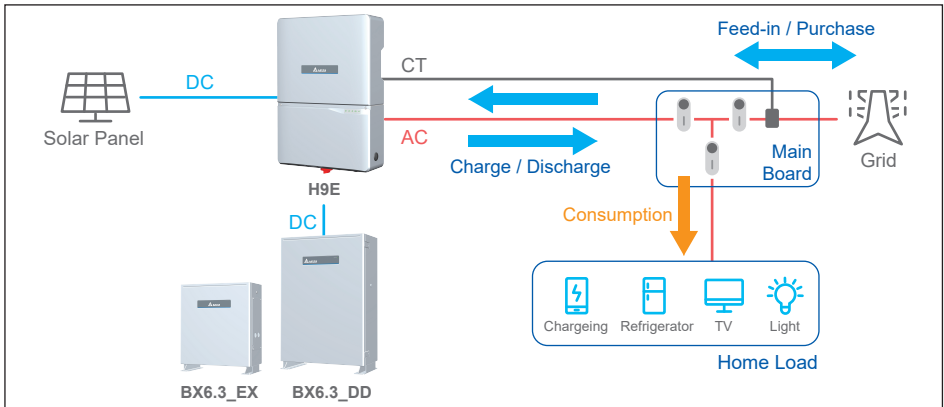 Feed-in / Purchase
CT
DC
Solar Panel
AC
Charge / Discharge
Main
Board
Grid
H9E
DC
Consumption
Chargeing
Refrigerator
TV
Light
Home Load
BX6.3_EX
BX6.3_DD